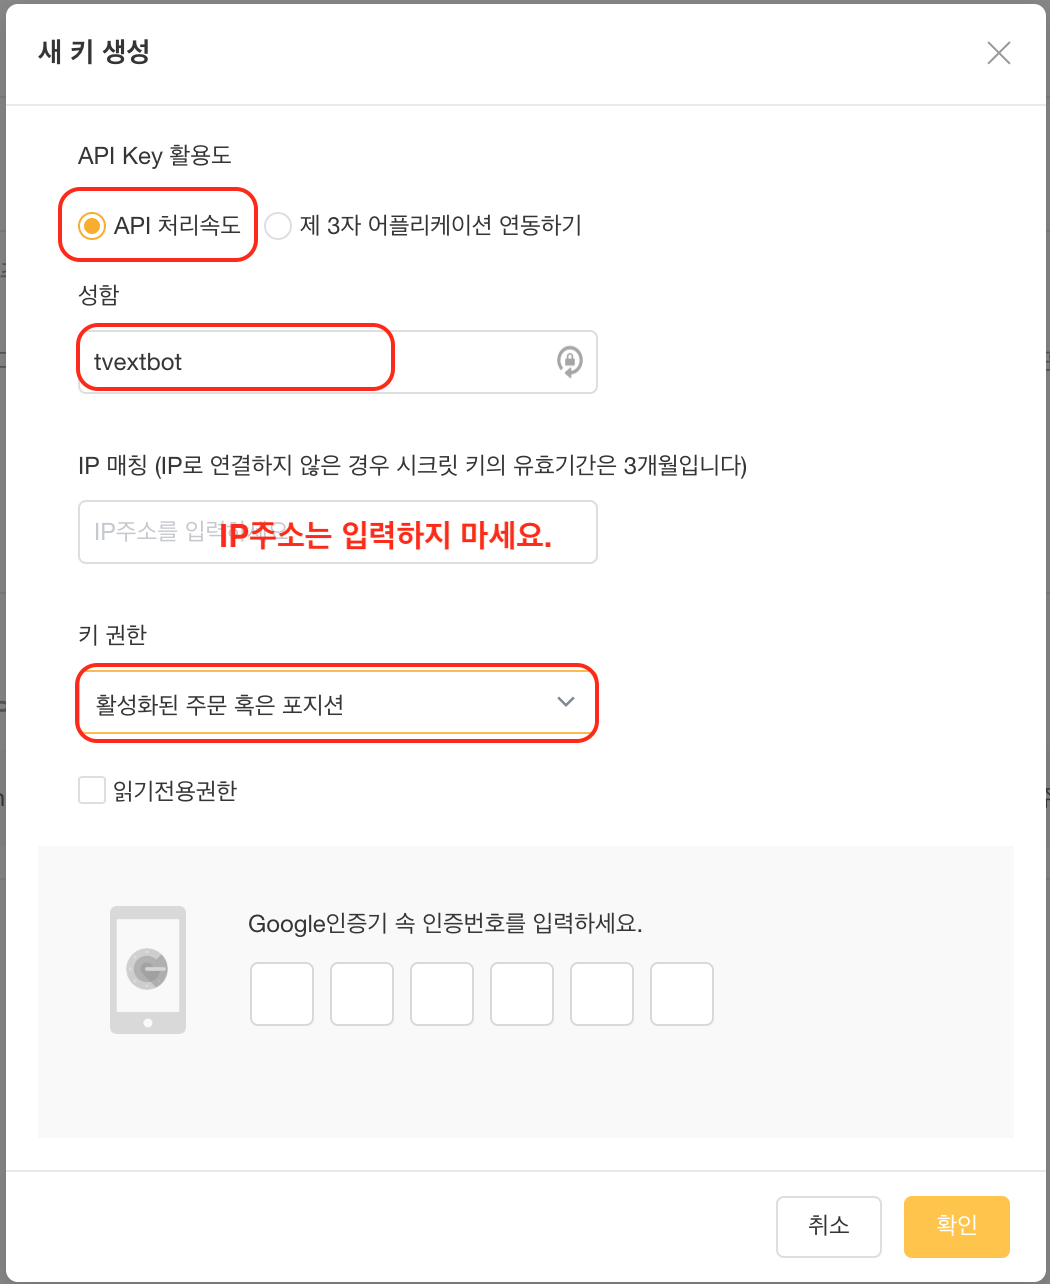 새 키 생성
API Key 활용도
API 처리속도 제 3자 어플리케이션 연동하기
성함
tvextbot
IP 매칭 (IP로 연결하지 않은 경우 시크릿 키의 유효기간은 3개월입니다)
IP주소를
IP주소는 입력하지 마세요.
키 권한
활성화된 주문 혹은 포지션
읽기전용권한
Google인증기 속 인증번호를 입력하세요.
취소 확인